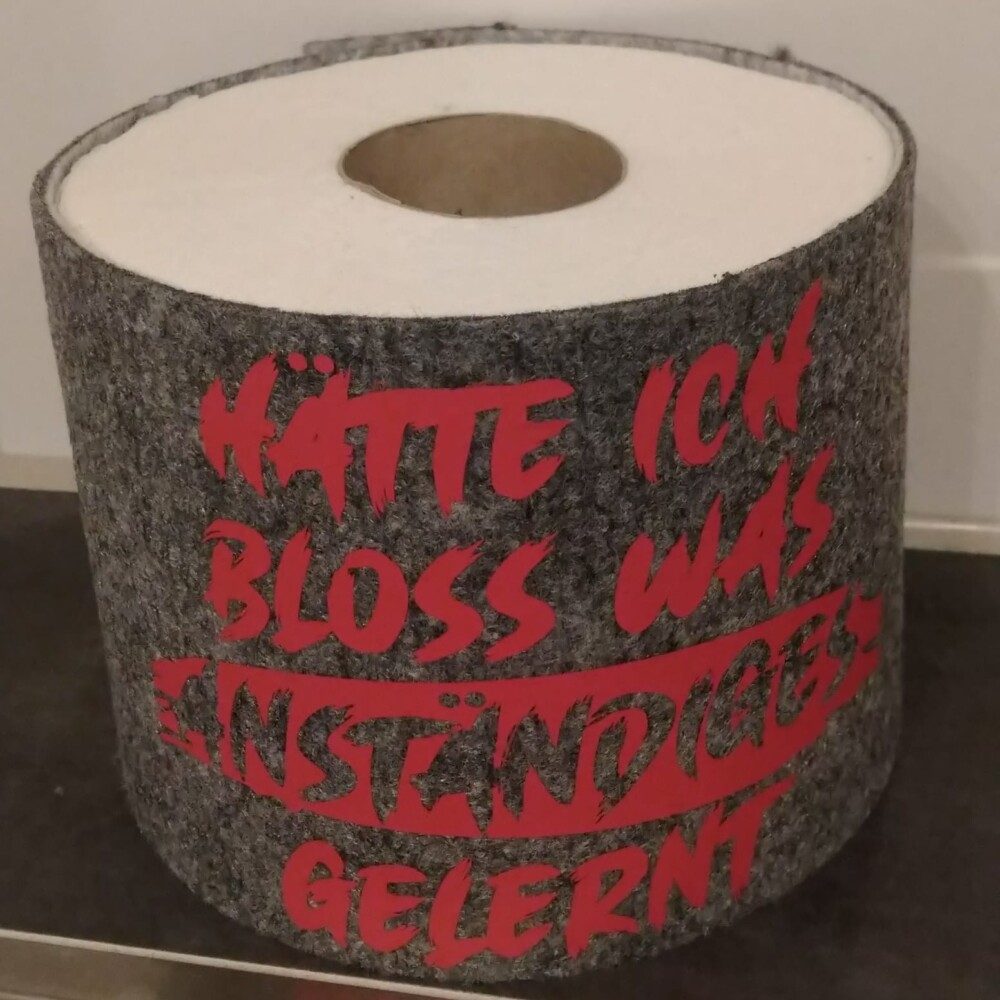 HÄTTE ICH
BLOSS WAS
ANSTÄNDIGES
GELERNT